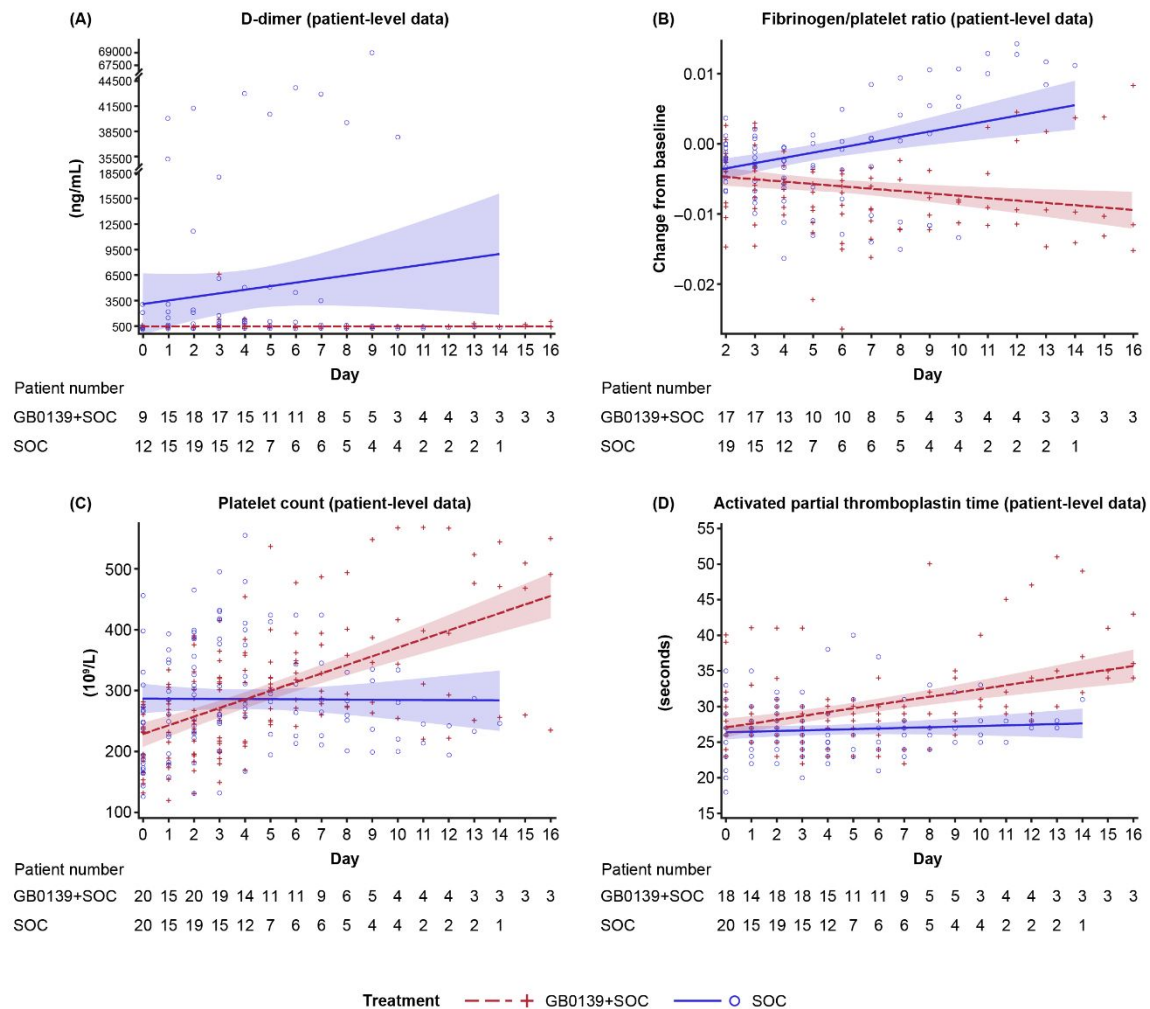 (A) D-dimer (patient-level data)
69000
67500
44500
41500
38500
35500
18500
15500
12500
9500
6500
3500
500
(ng/mL)
0 1 2 3 4 5 6 7 8 9 10 11 12 13 14 15 16
Day
Patient number
GB0139+SOC 9 15 18 17 15 11 11 8 5 5 3 4 4 3 3 3 3
SOC 12 15 19 15 12 7 6 6 5 4 4 2 2 2 1
(B) Fibrinogen/platelet ratio (patient-level data)
0.01
0.00
−0.01
−0.02
Change from baseline
2 3 4 5 6 7 8 9 10 11 12 13 14 15 16
Day
Patient number
GB0139+SOC 17 17 13 10 10 8 5 4 3 4 4 3 3 3 3
SOC 19 15 12 7 6 6 5 4 4 2 2 2 1
(C) Platelet count (patient-level data)
500
400
300
200
100
(10⁹/L)
0 1 2 3 4 5 6 7 8 9 10 11 12 13 14 15 16
Day
Patient number
GB0139+SOC 20 15 20 19 14 11 11 9 6 5 4 4 4 3 3 3 3
SOC 20 15 19 15 12 7 6 6 5 4 4 2 2 2 1
(D) Activated partial thromboplastin time (patient-level data)
55
50
45
40
35
30
25
20
15
(seconds)
0 1 2 3 4 5 6 7 8 9 10 11 12 13 14 15 16
Day
Patient number
GB0139+SOC 18 14 18 18 15 11 11 9 5 5 3 4 4 3 3 3 3
SOC 20 15 19 15 12 7 6 6 5 4 4 2 2 2 1
Treatment GB0139+SOC SOC